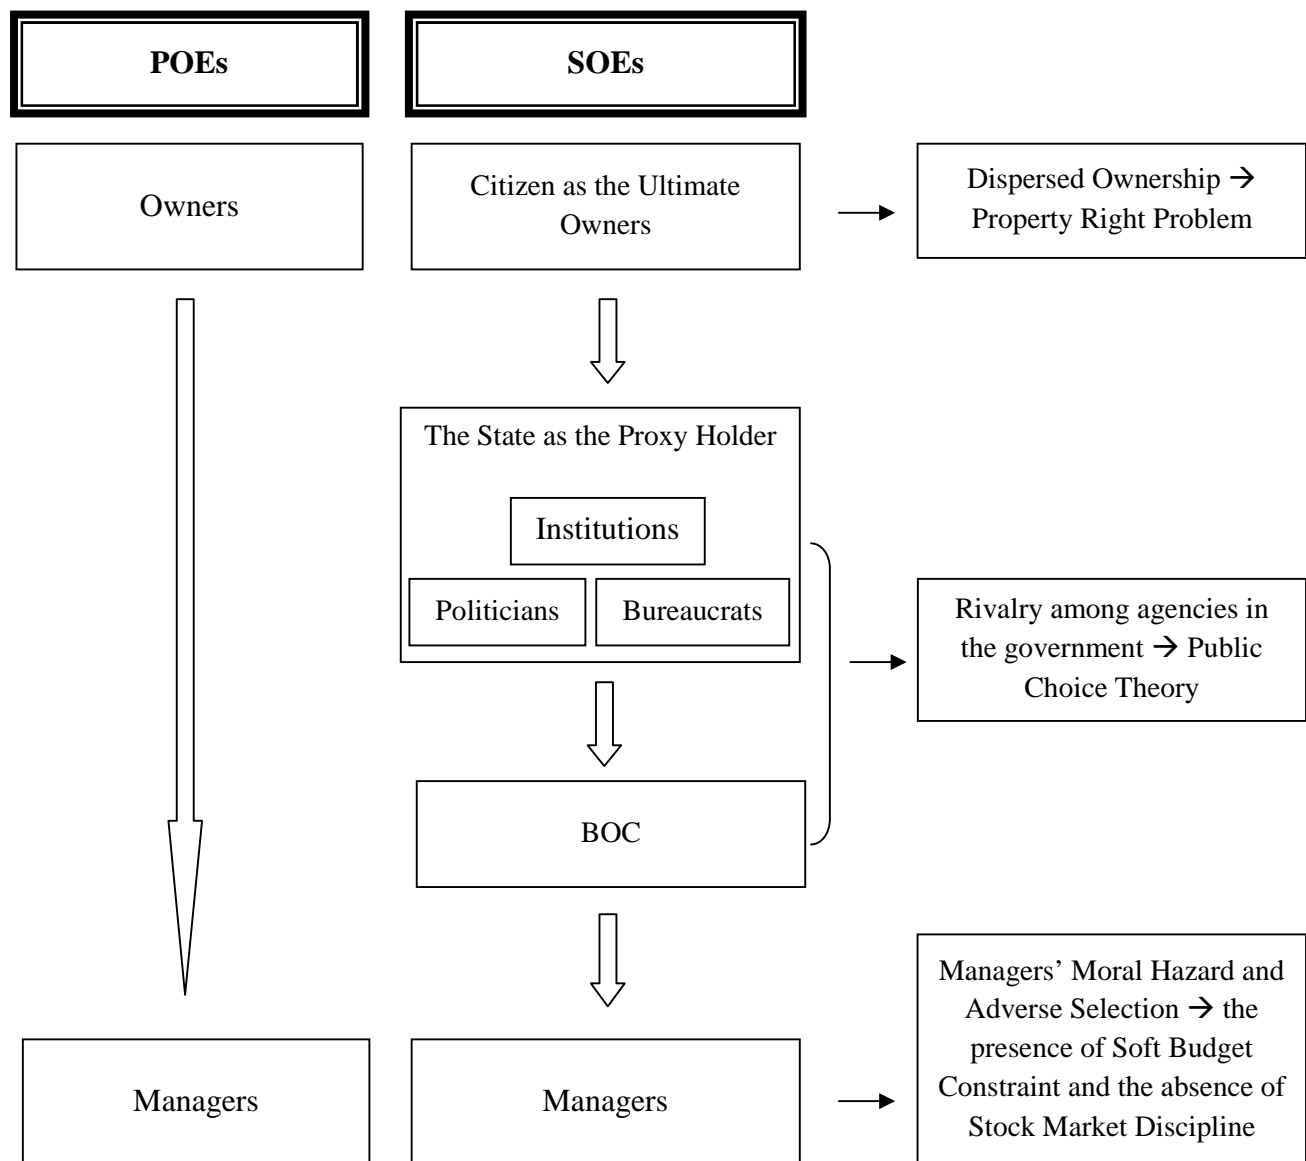 POEs
SOEs
Owners
Citizen as the Ultimate
Owners
Dispersed Ownership →
Property Right Problem
The State as the Proxy Holder
Institutions
Politicians
Bureaucrats
Rivalry among agencies in
the government → Public
Choice Theory
BOC
Managers
Managers
Managers’ Moral Hazard and
Adverse Selection → the
presence of Soft Budget
Constraint and the absence of
Stock Market Discipline